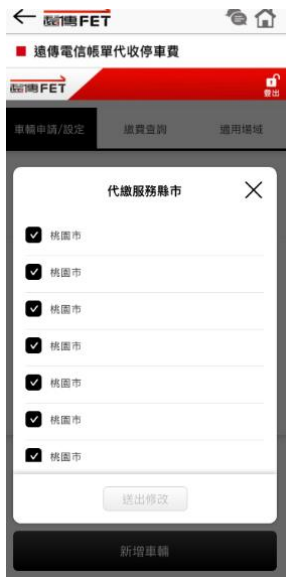 遠傳FET
遠傳電信帳單代收停車費
遠傳FET
登出
車輛申請/設定 繳費查詢 適用場域
代繳服務縣市
桃園市
桃園市
桃園市
桃園市
桃園市
桃園市
桃園市
送出修改
新增車輛